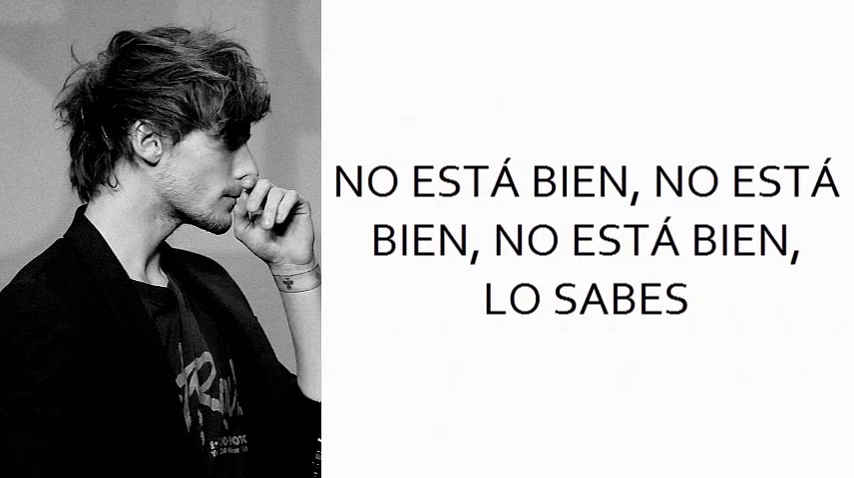 NO ESTÁ BIEN, NO ESTÁ
BIEN, NO ESTÁ BIEN,
LO SABES